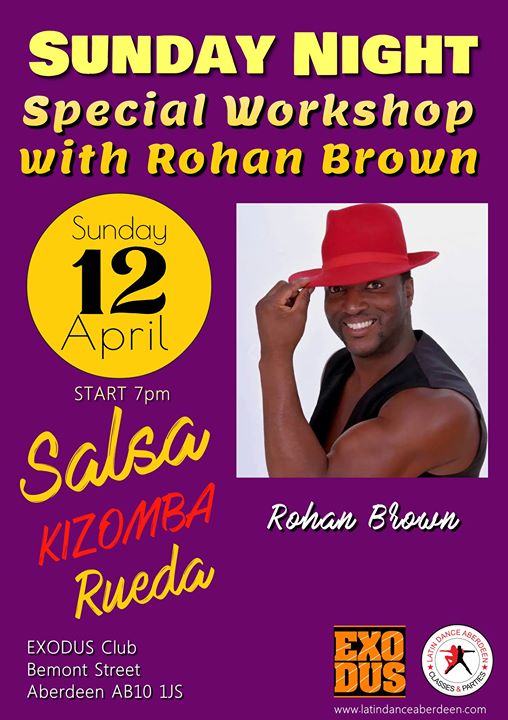 SUNDAY NIGHT
Special Workshop
with Rohan Brown
Sunday
12
April
START 7pm
Salsa
KIZOMBA
Rueda
Rohan Brown
EXODUS Club
Bemont Street
Aberdeen AB10 1JS
EXO
DUS
LATIN DANCE ABERDEEN
CLASSES & PARTIES
www.latindanceaberdeen.com